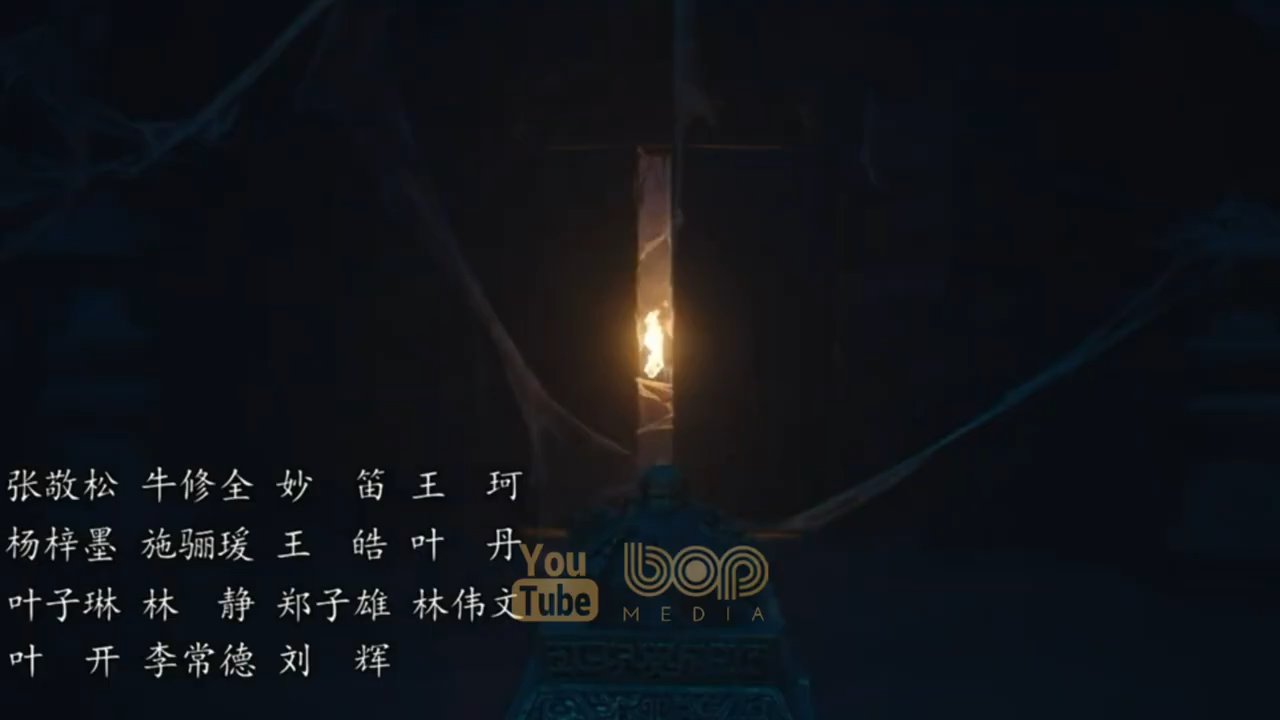 张敬松 牛修全 妙 笛 王 珂
杨梓墨 施骊瑗 王 皓 叶 丹
叶子琳 林 静 郑子雄 林伟文
叶 开 李常德 刘 辉
You Tube
bop
MEDIA